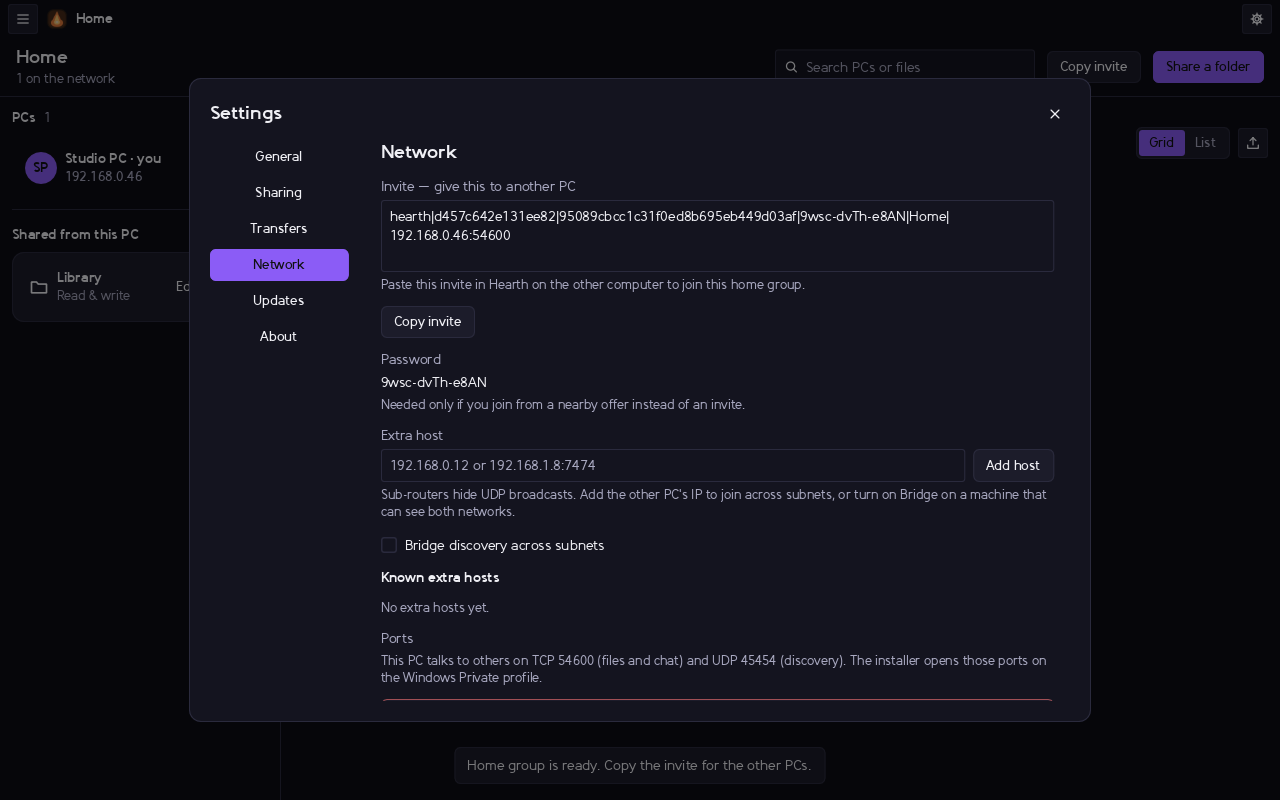 Home
Home
1 on the network
Search PCs or files
Copy invite
Share a folder
PCs 1
SP
Studio PC · you
192.168.0.46
Shared from this PC
Library
Read & write
Ed
Grid
List
Settings
General
Sharing
Transfers
Network
Updates
About
Network
Invite — give this to another PC
hearth|d457c642e131ee82|95089cbcc1c31f0ed8b695eb449d03af|9wsc-dvTh-e8AN|Home|
192.168.0.46:54600
Paste this invite in Hearth on the other computer to join this home group.
Copy invite
Password
9wsc-dvTh-e8AN
Needed only if you join from a nearby offer instead of an invite.
Extra host
192.168.0.12 or 192.168.1.8:7474
Add host
Sub-routers hide UDP broadcasts. Add the other PC's IP to join across subnets, or turn on Bridge on a machine that
can see both networks.
Bridge discovery across subnets
Known extra hosts
No extra hosts yet.
Ports
This PC talks to others on TCP 54600 (files and chat) and UDP 45454 (discovery). The installer opens those ports on
the Windows Private profile.
Home group is ready. Copy the invite for the other PCs.